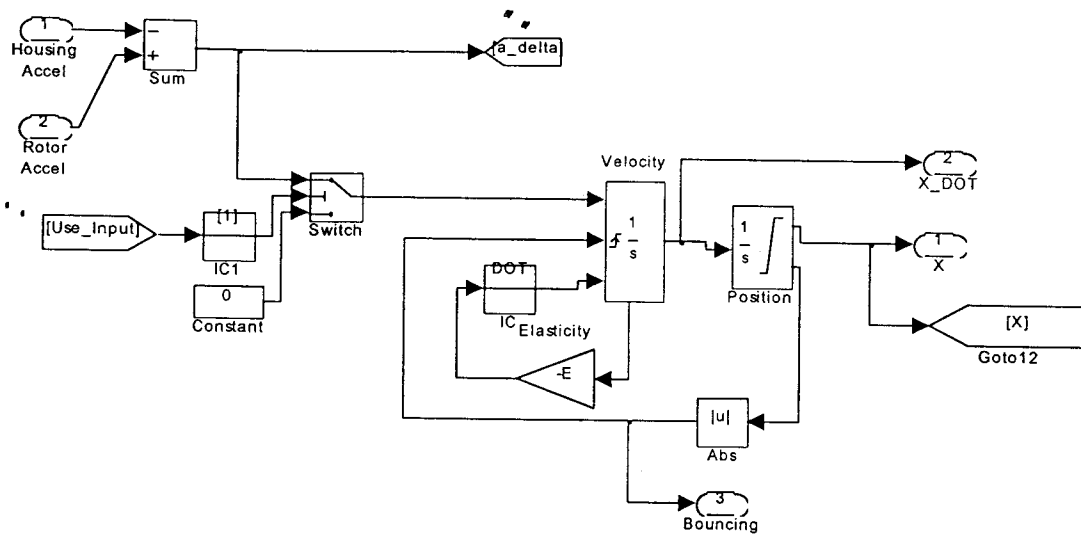 1
Housing
Accel
−
+
Sum
[a_delta
2
Rotor
Accel
[Use_Input]
[1]
IC1
0
Constant
Switch
Velocity
1
s
DOT
IC
Elasticity
-E
1
s
Position
2
X_DOT
1
X
[X]
Goto12
|u|
Abs
3
Bouncing